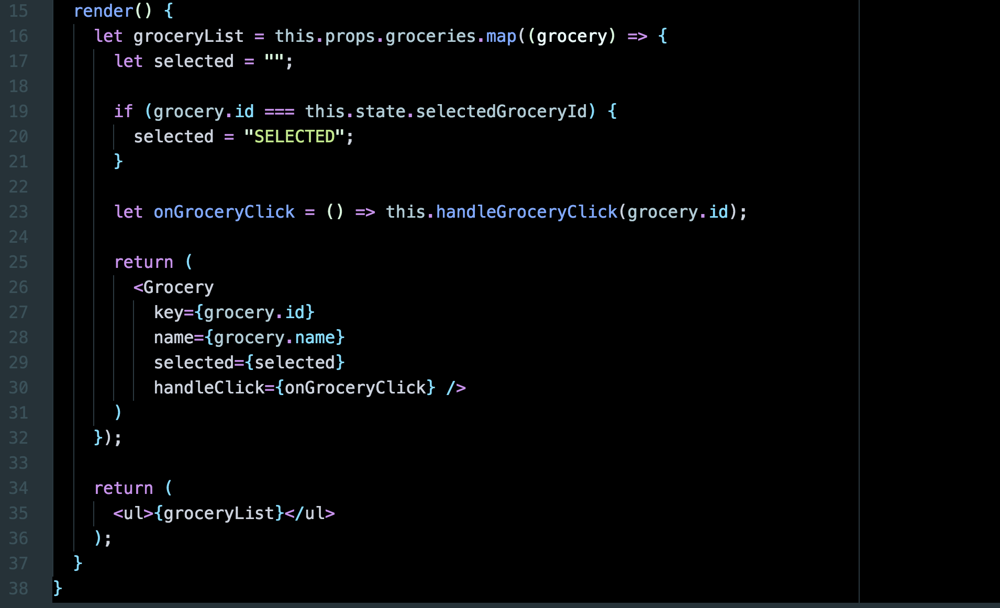 15 render() {
16 let groceryList = this.props.groceries.map((grocery) => {
17 let selected = "";
18
19 if (grocery.id === this.state.selectedGroceryId) {
20 selected = "SELECTED";
21 }
22
23 let onGroceryClick = () => this.handleGroceryClick(grocery.id);
24
25 return (
26 <Grocery
27 key={grocery.id}
28 name={grocery.name}
29 selected={selected}
30 handleClick={onGroceryClick} />
31 )
32 });
33
34 return (
35 <ul>{groceryList}</ul>
36 );
37 }
38 }